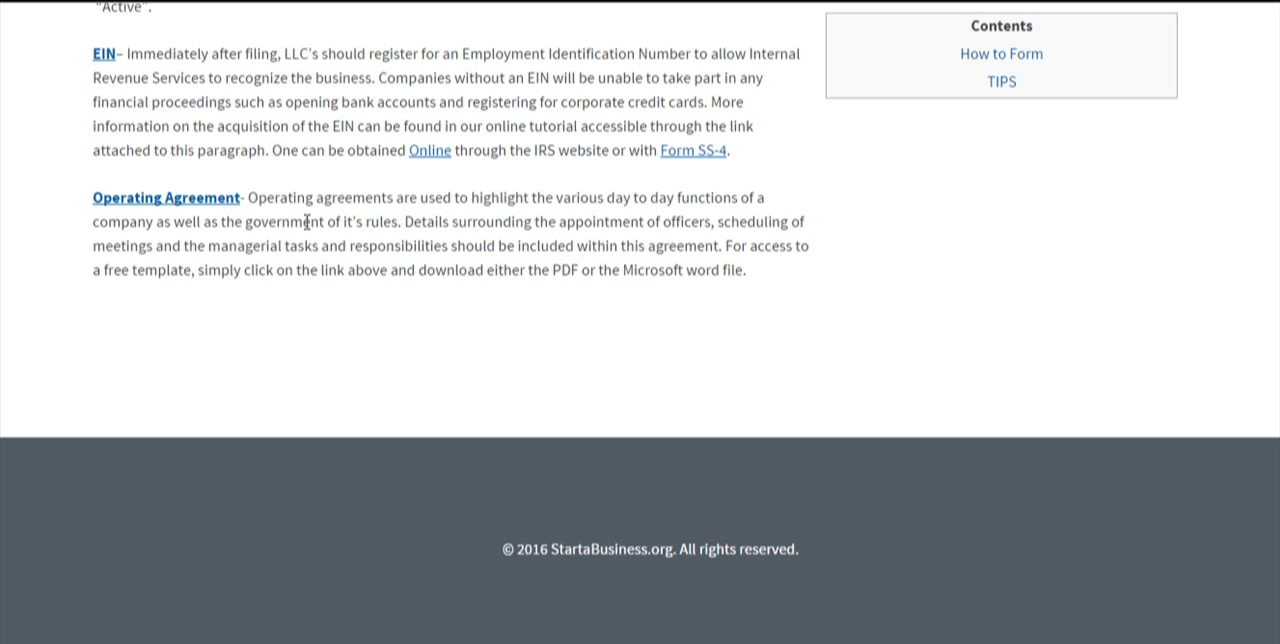 "Active".
Contents
How to Form
TIPS
EIN– Immediately after filing, LLC's should register for an Employment Identification Number to allow Internal
Revenue Services to recognize the business. Companies without an EIN will be unable to take part in any
financial proceedings such as opening bank accounts and registering for corporate credit cards. More
information on the acquisition of the EIN can be found in our online tutorial accessible through the link
attached to this paragraph. One can be obtained Online through the IRS website or with Form SS-4.
Operating Agreement- Operating agreements are used to highlight the various day to day functions of a
company as well as the government of it's rules. Details surrounding the appointment of officers, scheduling of
meetings and the managerial tasks and responsibilities should be included within this agreement. For access to
a free template, simply click on the link above and download either the PDF or the Microsoft word file.
© 2016 StartaBusiness.org. All rights reserved.